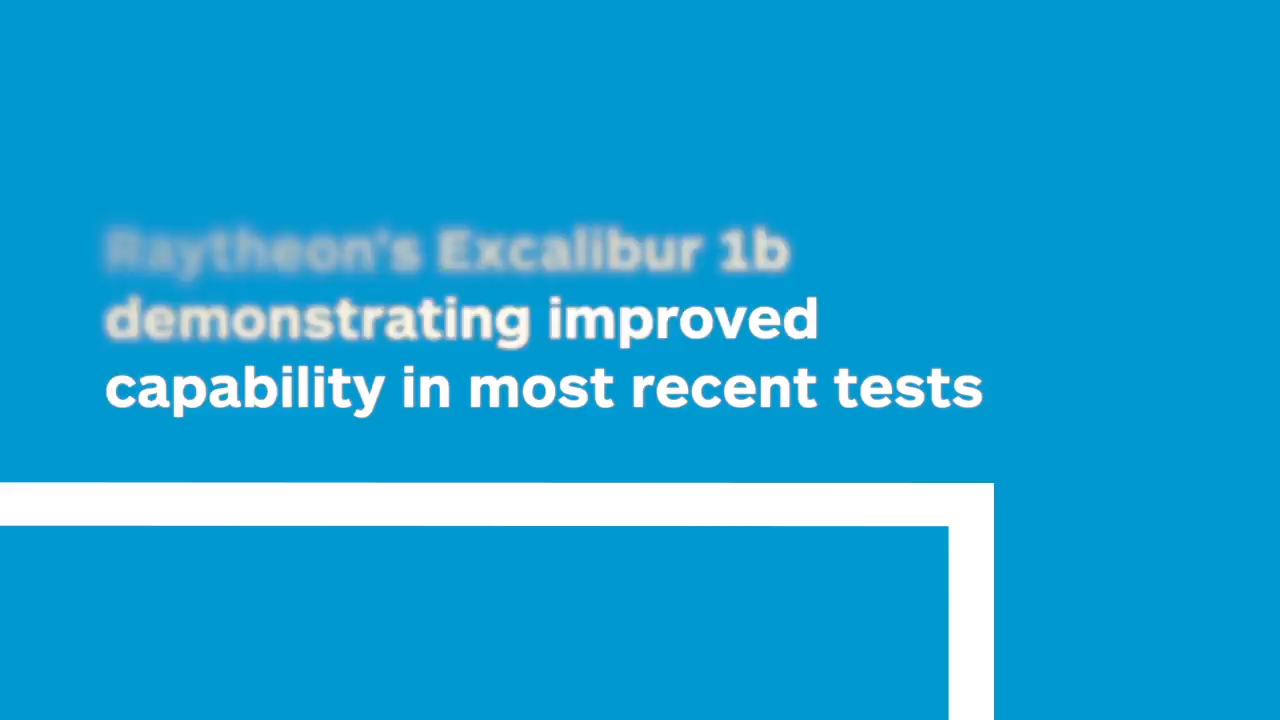 Raytheon's Excalibur 1b
demonstrating improved
capability in most recent tests